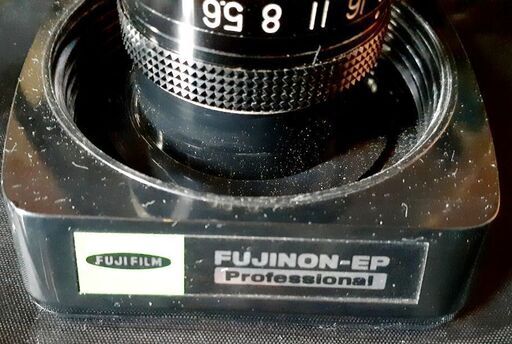 5.6 8 11 16
FUJIFILM
FUJINON-EP
Professional